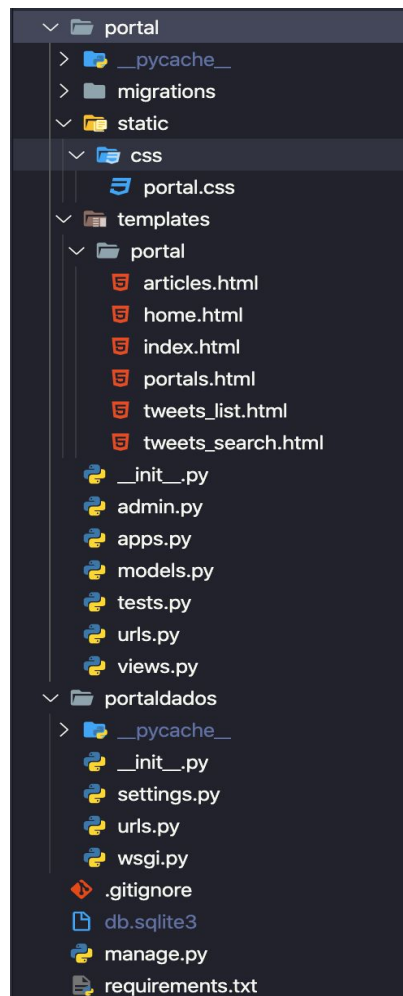 portal
__pycache__
migrations
static
css
portal.css
templates
portal
articles.html
home.html
index.html
portals.html
tweets_list.html
tweets_search.html
__init__.py
admin.py
apps.py
models.py
tests.py
urls.py
views.py
portaldados
__pycache__
__init__.py
settings.py
urls.py
wsgi.py
.gitignore
db.sqlite3
manage.py
requirements.txt